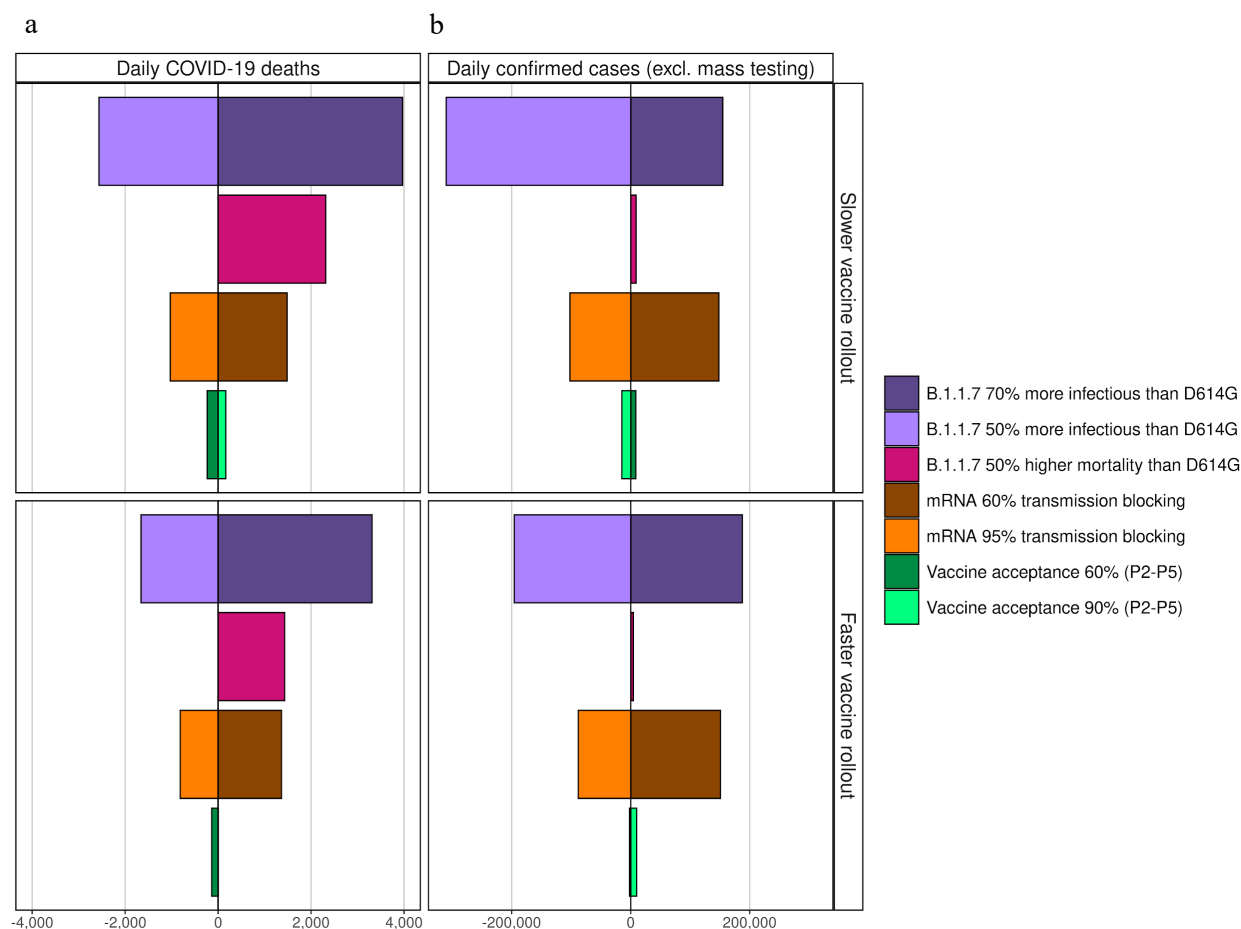 a
b
Daily COVID-19 deaths
Daily confirmed cases (excl. mass testing)
Slower vaccine rollout
Faster vaccine rollout
-4,000
-2,000
0
2,000
4,000
-200,000
0
200,000
B.1.1.7 70% more infectious than D614G
B.1.1.7 50% more infectious than D614G
B.1.1.7 50% higher mortality than D614G
mRNA 60% transmission blocking
mRNA 95% transmission blocking
Vaccine acceptance 60% (P2-P5)
Vaccine acceptance 90% (P2-P5)